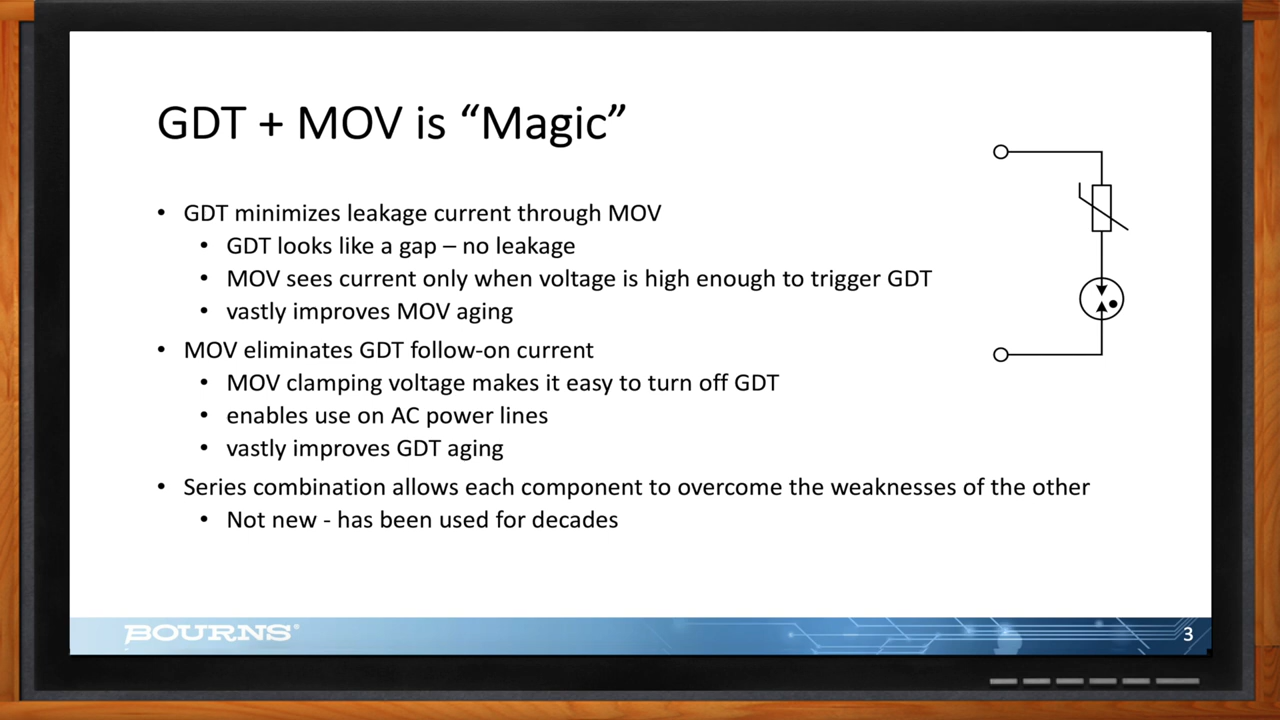 GDT + MOV is “Magic”
• GDT minimizes leakage current through MOV
• GDT looks like a gap – no leakage
• MOV sees current only when voltage is high enough to trigger GDT
• vastly improves MOV aging
• MOV eliminates GDT follow-on current
• MOV clamping voltage makes it easy to turn off GDT
• enables use on AC power lines
• vastly improves GDT aging
• Series combination allows each component to overcome the weaknesses of the other
• Not new - has been used for decades
BOURNS®
3